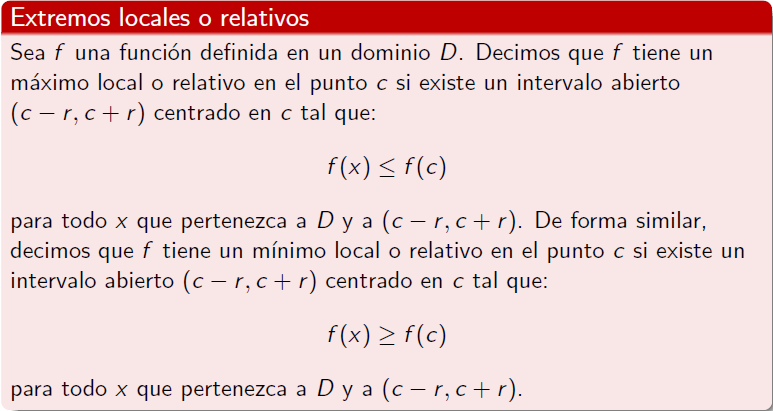 Extremos locales o relativos
Sea f una función definida en un dominio D. Decimos que f tiene un
máximo local o relativo en el punto c si existe un intervalo abierto
(c − r, c + r) centrado en c tal que:
f(x) ≤ f(c)
para todo x que pertenezca a D y a (c − r, c + r). De forma similar,
decimos que f tiene un mínimo local o relativo en el punto c si existe un
intervalo abierto (c − r, c + r) centrado en c tal que:
f(x) ≥ f(c)
para todo x que pertenezca a D y a (c − r, c + r).